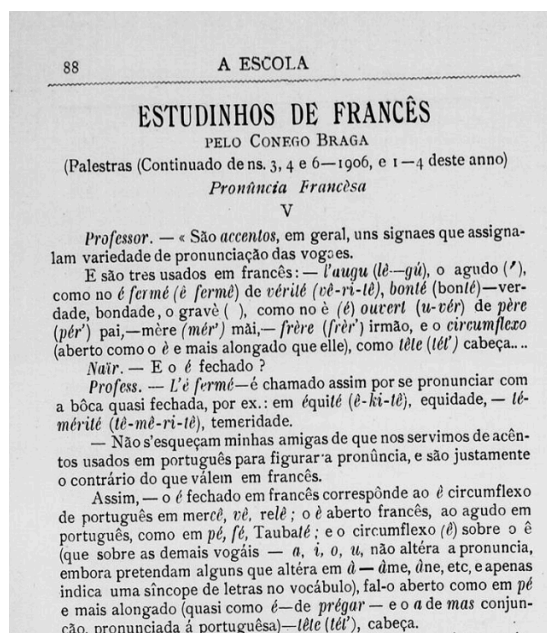 88 A ESCOLA
ESTUDINHOS DE FRANCÊS
PELO CONEGO BRAGA
(Palestras (Continuado de ns. 3, 4 e 6—1906, e 1—4 deste anno)
Pronûncia Francèsa
V
Professor. — « São accentos, em geral, uns signaes que assigna-
lam variedade de pronunciação das vogaes.
E são tres usados em francês: — l'augu (lê—gú), o agudo (′),
como no é fermé (ê fermê) de vérité (vê-ri-tê), bonté (bonté)—ver-
dade, bondade, o gravè ( ), como no è (é) ouvert (u-vér) de père
(pér') pai,—mère (mér') mãi,— frère (frèr') irmão, e o circumflexo
(aberto como o è e mais alongado que elle), como tête (tét') cabeça....
Naïr. — E o é fechado ?
Profess. — L'é fermé—é chamado assim por se pronunciar com
a bôca quasi fechada, por ex.: em équité (ê-ki-tê), equidade, — té-
mérité (tê-mê-ri-tê), temeridade.
— Não s'esqueçam minhas amigas de que nos servimos de acên-
tos usados em português para figurar a pronúncia, e são justamente
o contrário do que válem em francês.
Assim, — o é fechado em francês correspônde ao ê circumflexo
de português em mercê, vê, relê ; o è aberto francês, ao agudo em
português, como em pé, fé, Taubaté ; e o circumflexo (ê) sobre o ê
(que sobre as demais vogáis — a, i, o, u, não altéra a pronuncia,
embora pretendam alguns que altéra em â — âme, âne, etc, e apenas
indica uma síncope de letras no vocábulo), fal-o aberto como em pé
e mais alongado (quasi como é—de prégar — e o a de mas conjun-
ção, pronunciada á portuguêsa)—tête (tét'), cabeça.